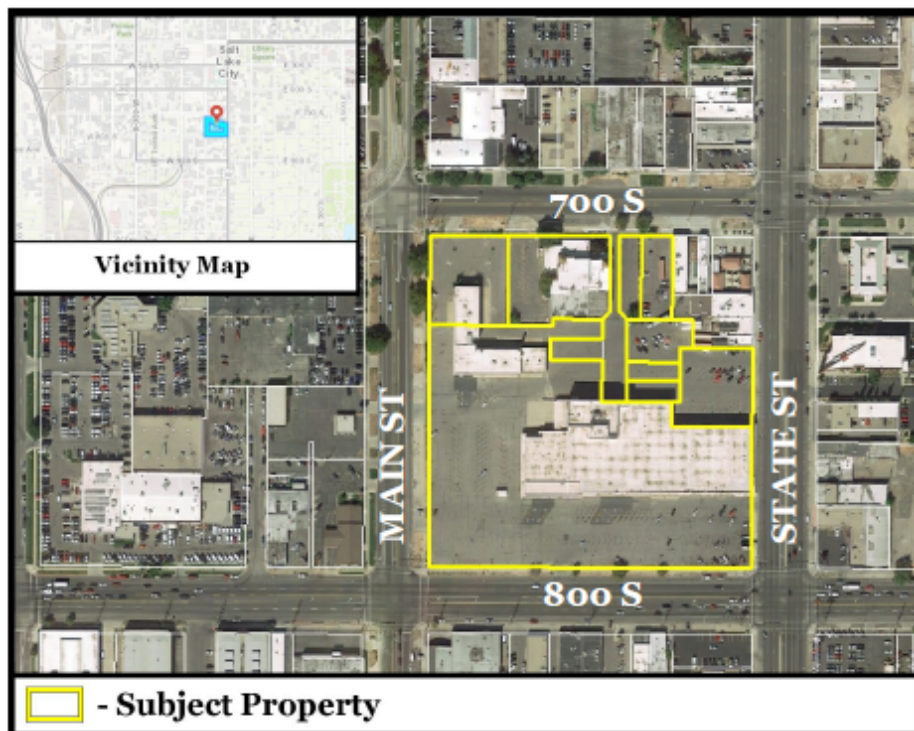 Salt
Lake
City
Vicinity Map
700 S
MAIN ST
STATE ST
800 S
- Subject Property